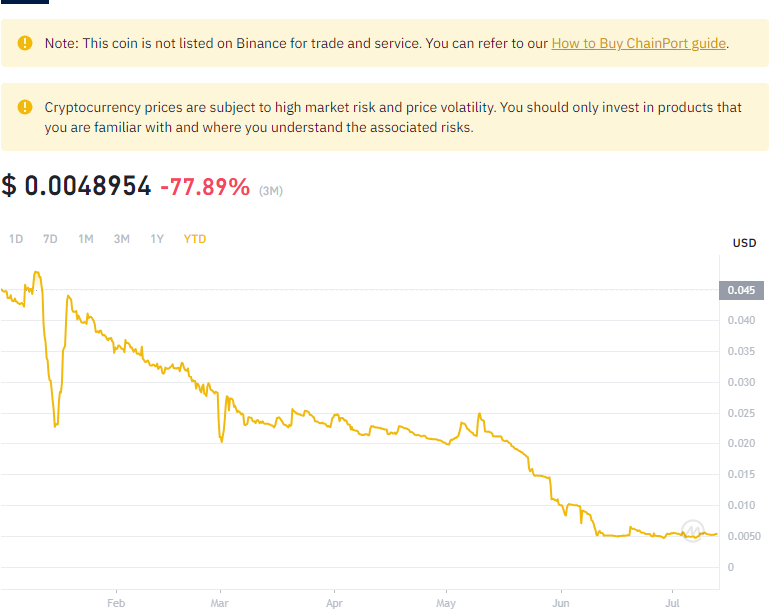 Note: This coin is not listed on Binance for trade and service. You can refer to our How to Buy ChainPort guide.
Cryptocurrency prices are subject to high market risk and price volatility. You should only invest in products that
you are familiar with and where you understand the associated risks.
$ 0.0048954 -77.89% (3M)
1D 7D 1M 3M 1Y YTD
USD
0.045
0.040
0.035
0.030
0.025
0.020
0.015
0.010
0.0050
0
Feb Mar Apr May Jun Jul